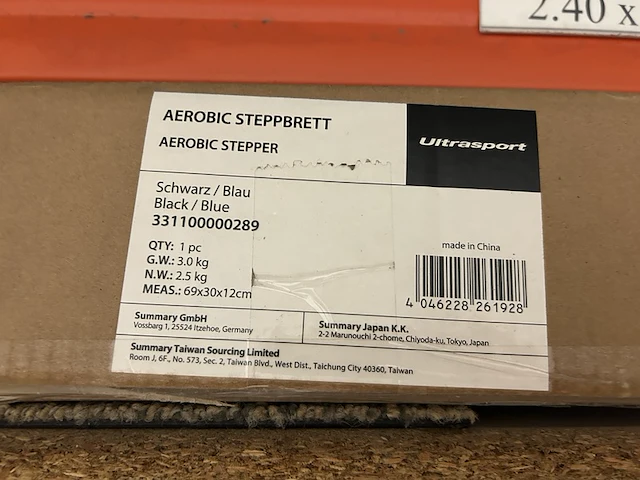 2.40 x
AEROBIC STEPPBRETT
AEROBIC STEPPER
Ultrasport
Schwarz / Blau
Black / Blue
331100000289
QTY: 1 pc
G.W.: 3.0 kg
N.W.: 2.5 kg
MEAS.: 69x30x12cm
made in China
4 046228 261928
Summary GmbH
Vossbarg 1, 25524 Itzehoe, Germany
Summary Japan K.K.
2-2 Marunouchi 2-chome, Chiyoda-ku, Tokyo, Japan
Summary Taiwan Sourcing Limited
Room J, 6F., No. 573, Sec. 2, Taiwan Blvd., West Dist., Taichung City 40360, Taiwan